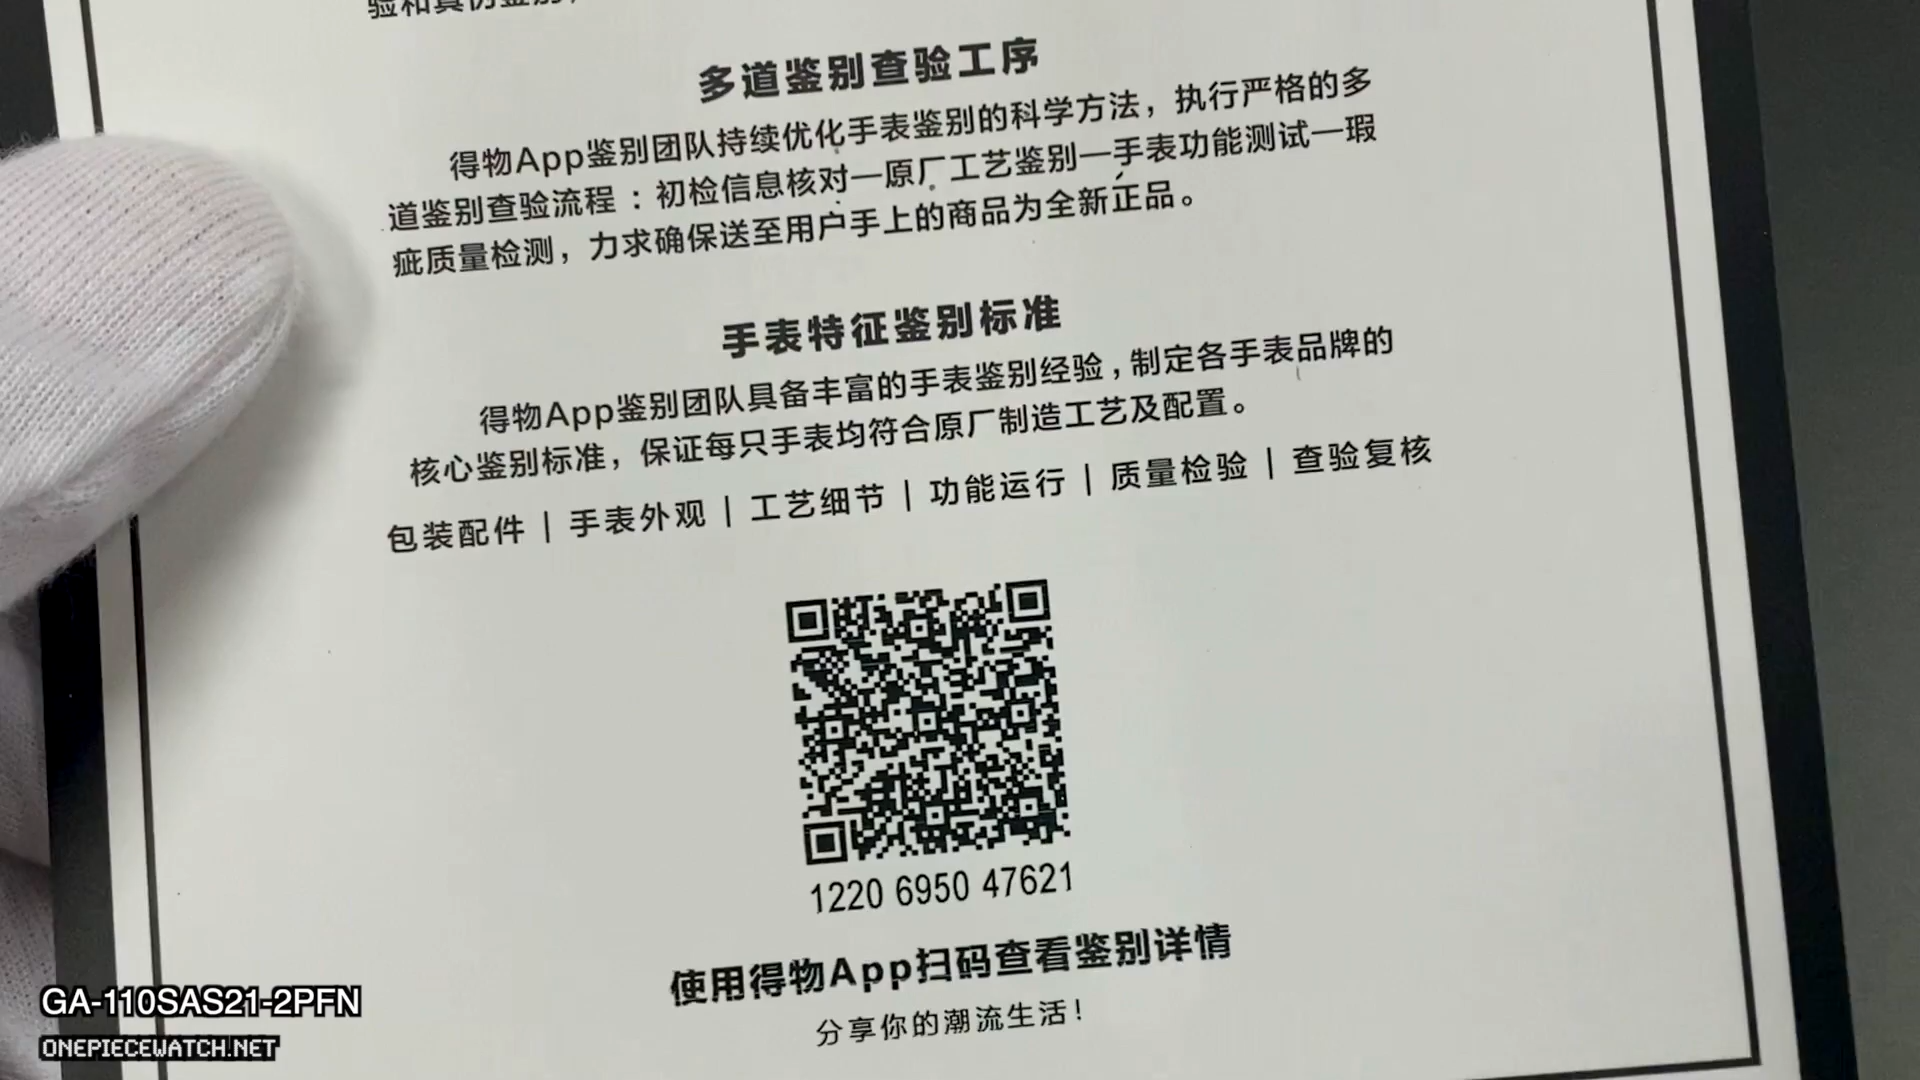 验和真伪鉴别，
多道鉴别查验工序
得物App鉴别团队持续优化手表鉴别的科学方法，执行严格的多
道鉴别查验流程：初检信息核对—原厂工艺鉴别—手表功能测试—瑕
疵质量检测，力求确保送至用户手上的商品为全新正品。
手表特征鉴别标准
得物App鉴别团队具备丰富的手表鉴别经验，制定各手表品牌的
核心鉴别标准，保证每只手表均符合原厂制造工艺及配置。
包装配件 | 手表外观 | 工艺细节 | 功能运行 | 质量检验 | 查验复核
1220 6950 47621
使用得物App扫码查看鉴别详情
分享你的潮流生活！
GA-110SAS21-2PFN
ONEPIECEWATCH.NET